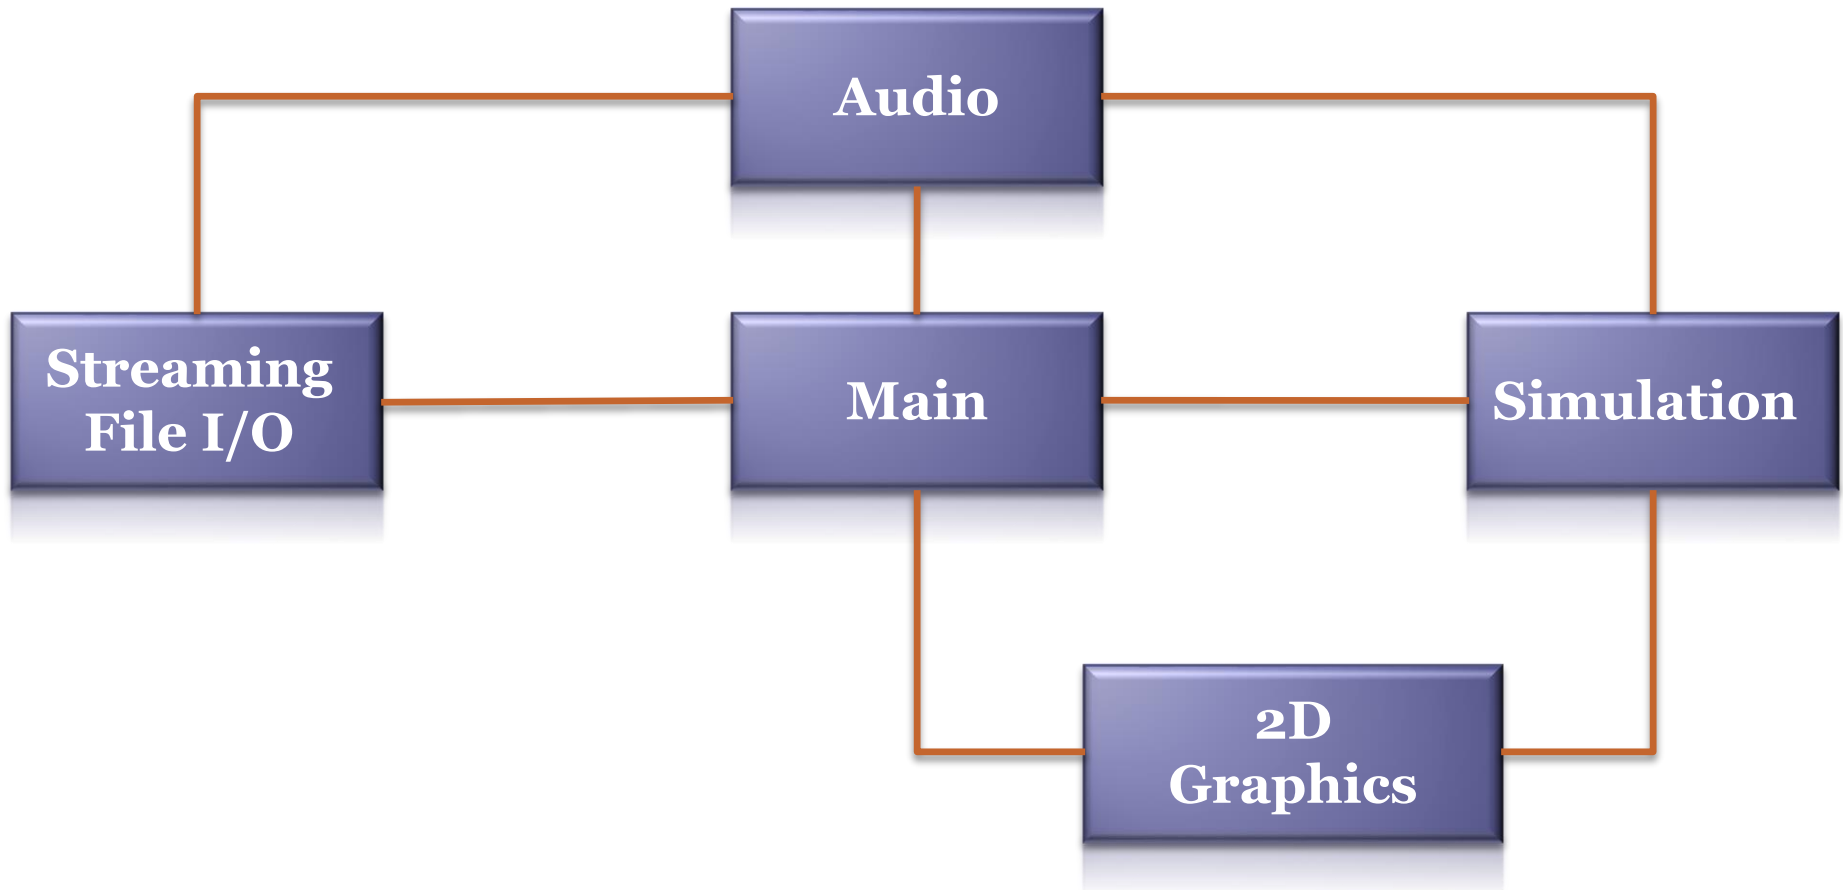 Audio
Streaming
File I/O
Main
Simulation
2D
Graphics